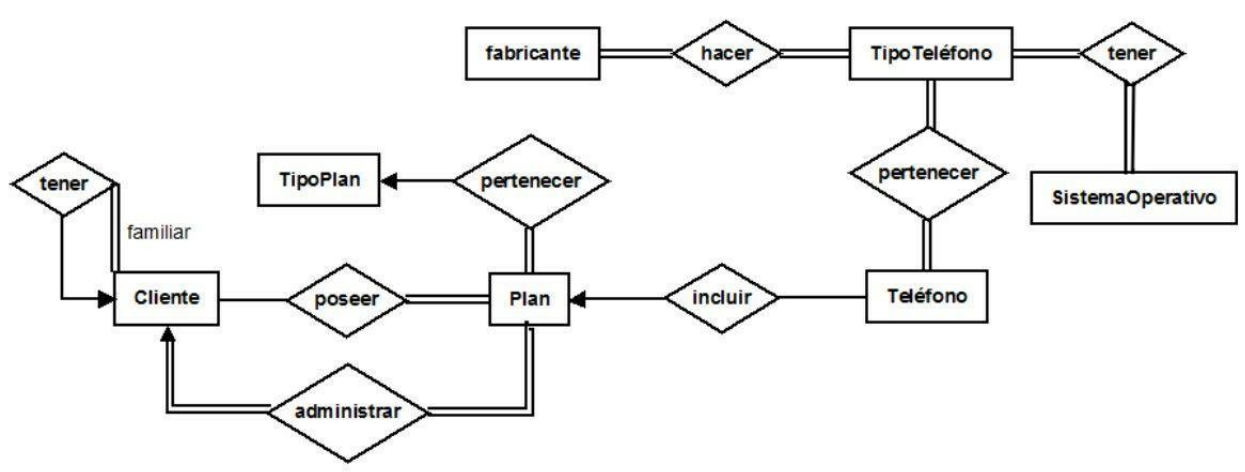 fabricante
hacer
TipoTeléfono
tener
tener
TipoPlan
pertenecer
pertenecer
SistemaOperativo
familiar
Cliente
poseer
Plan
incluir
Teléfono
administrar